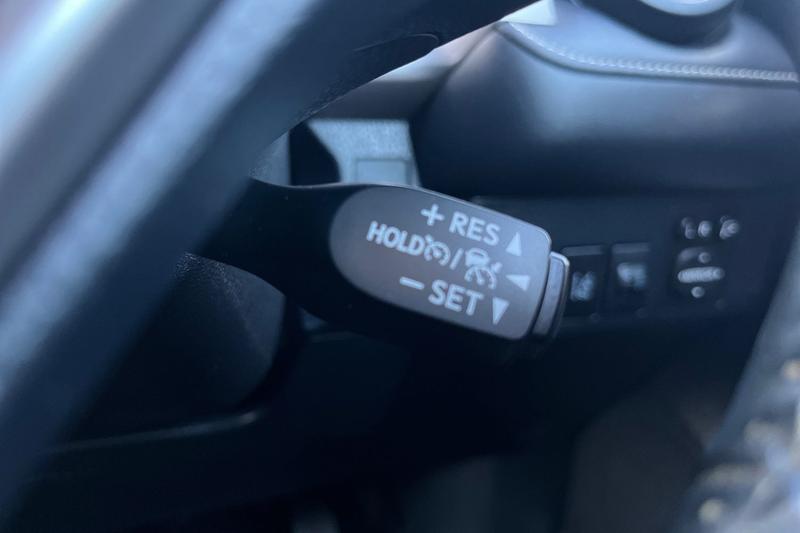 + RES
HOLD /
− SET